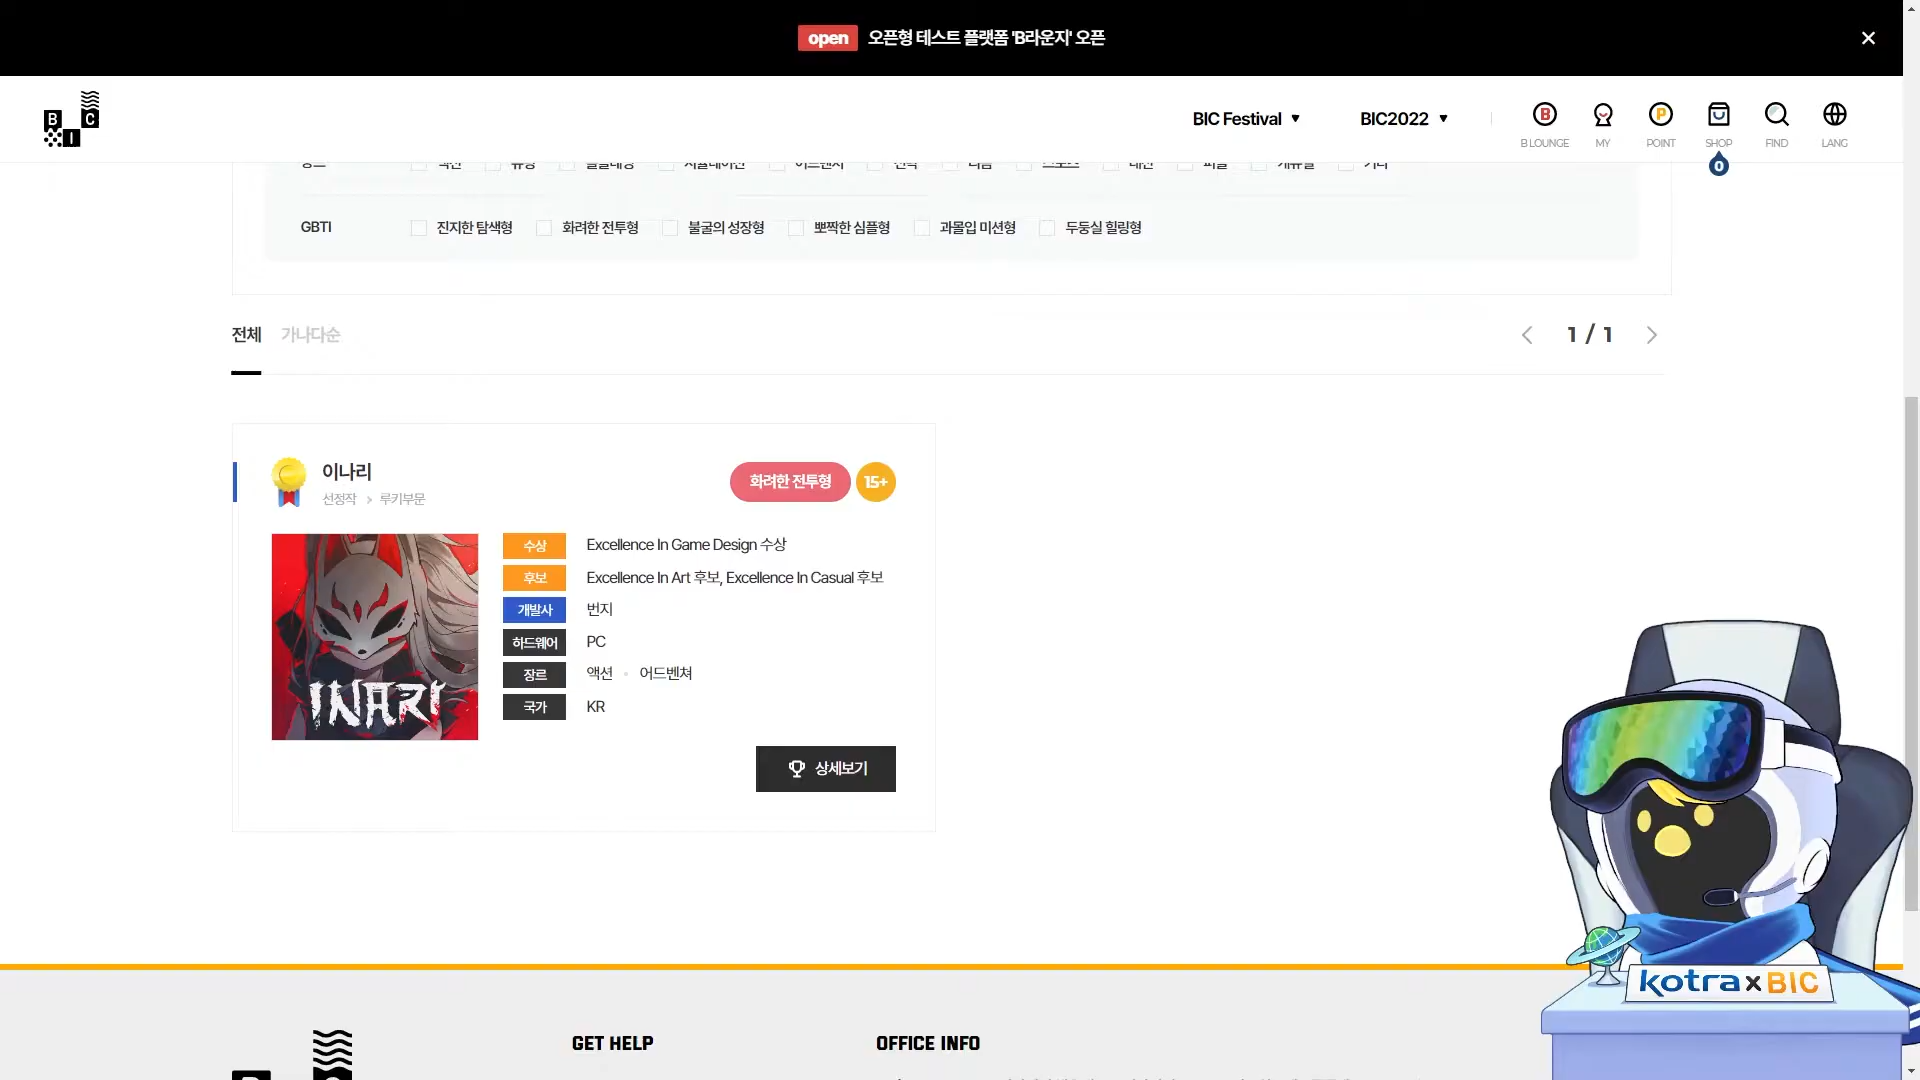 open 오픈형 테스트 플랫폼 'B라운지' 오픈
B C I
BIC Festival ▼ BIC2022 ▼
B LOUNGE MY POINT SHOP FIND LANG
0
GBTI 진지한 탐색형 화려한 전투형 불굴의 성장형 뽀짝한 심플형 과몰입 미션형 두둥실 힐링형
전체 가나다순 1 / 1
이나리
선정작 > 루키부문
화려한 전투형 15+
수상 Excellence In Game Design 수상
후보 Excellence In Art 후보, Excellence In Casual 후보
개발사 번지
하드웨어 PC
장르 액션 • 어드벤쳐
국가 KR
INARI
상세보기
kotra x BIC
GET HELP OFFICE INFO